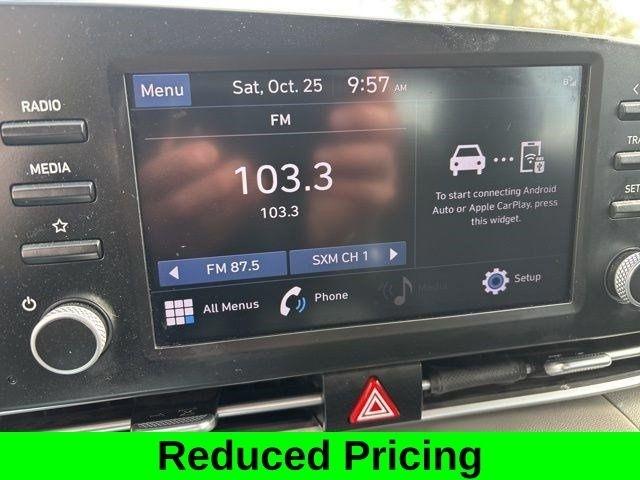 Menu Sat, Oct. 25 9:57 AM
RADIO
FM
MEDIA
103.3
103.3
To start connecting Android
Auto or Apple CarPlay, press
this widget.
FM 87.5 SXM CH 1
All Menus Phone Media Setup
Reduced Pricing